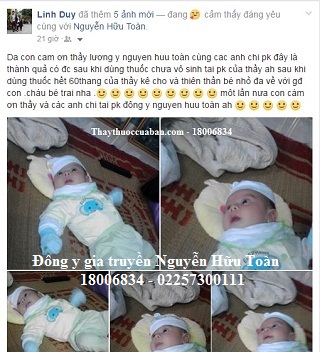 Linh Duy đã thêm 5 ảnh mới — đang 😍 cảm thấy đáng yêu
cùng với Nguyễn Hữu Toàn.
21 giờ
Da con cam ơn thầy lương y nguyen huu toàn cùng cac anh chi pk đây là
thành quả có đc sau khi dùng thuốc chưa vô sinh tai pk của thầy ah sau khi
dùng thuốc hết 60thang của thầy kê cho và thiên thần bé nhỏ đa về với gđ
con .cháu bé trai nha . một lần nưa con cám
ơn thầy và các anh chi tai pk đông y nguyen huu toàn ah
Thaythuoccuaban.com - 18006834
Đông y gia truyền Nguyễn Hữu Toàn
18006834 - 02257300111